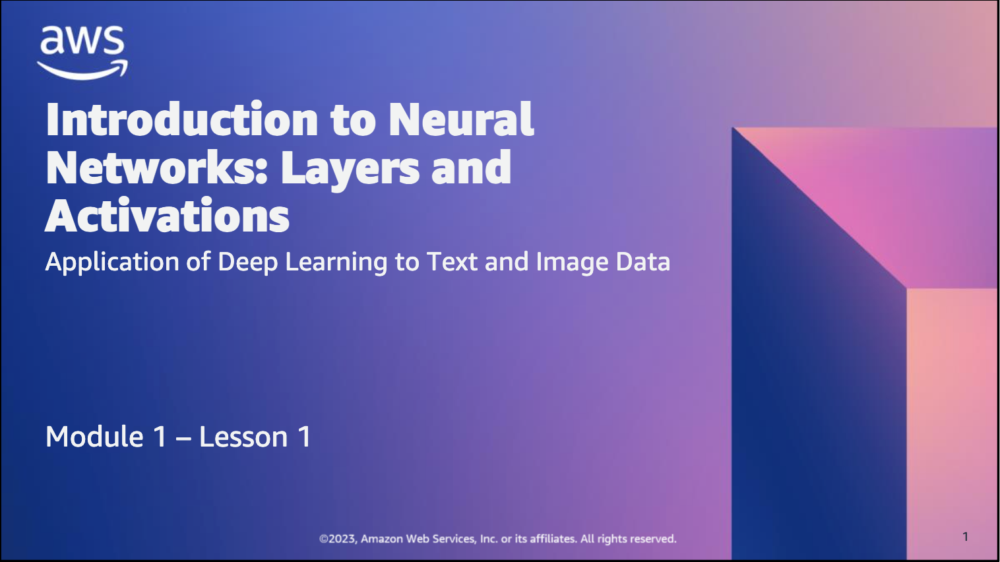 aws
Introduction to Neural
Networks: Layers and
Activations
Application of Deep Learning to Text and Image Data
Module 1 – Lesson 1
©2023, Amazon Web Services, Inc. or its affiliates. All rights reserved.
1